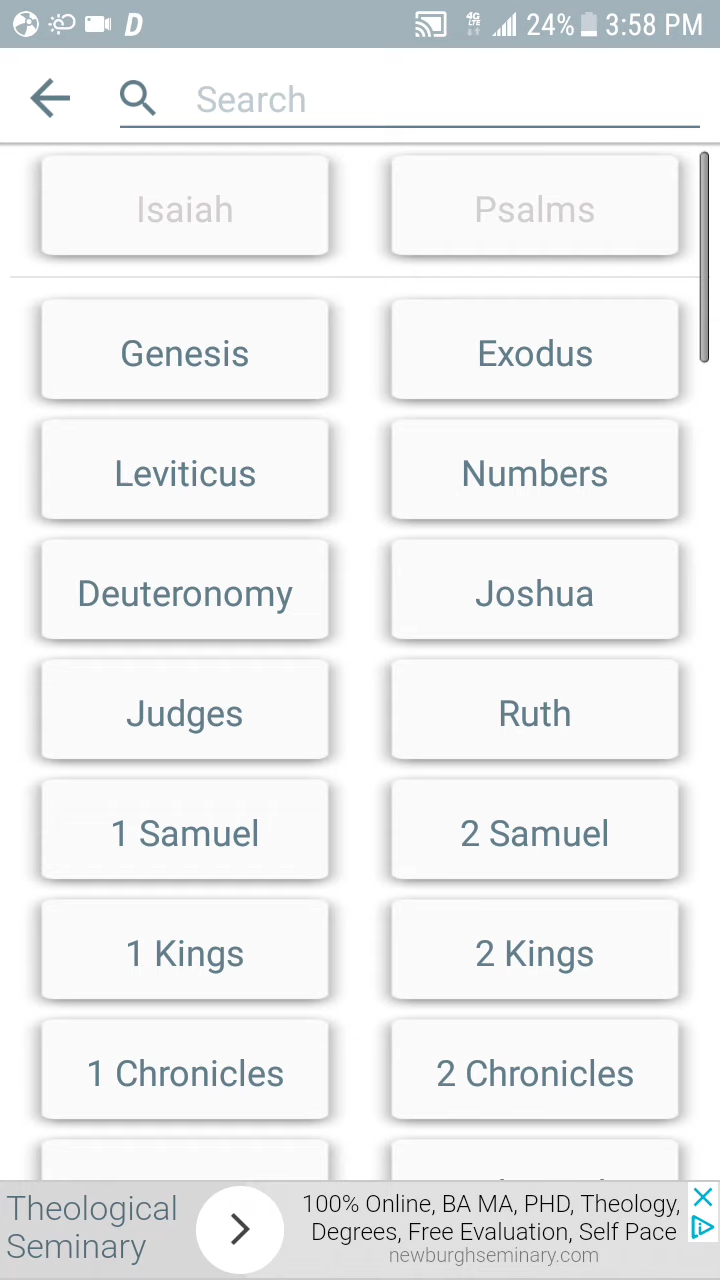 D 4G LTE 24% 3:58 PM
Search
Isaiah Psalms
Genesis Exodus
Leviticus Numbers
Deuteronomy Joshua
Judges Ruth
1 Samuel 2 Samuel
1 Kings 2 Kings
1 Chronicles 2 Chronicles
Theological
Seminary
100% Online, BA MA, PHD, Theology,
Degrees, Free Evaluation, Self Pace
newburghseminary.com